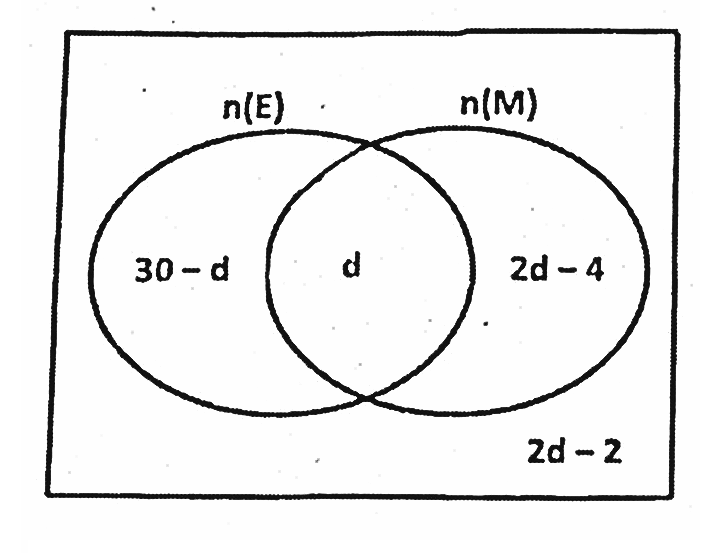 n(E) n(M)
30 – d d 2d – 4
2d – 2